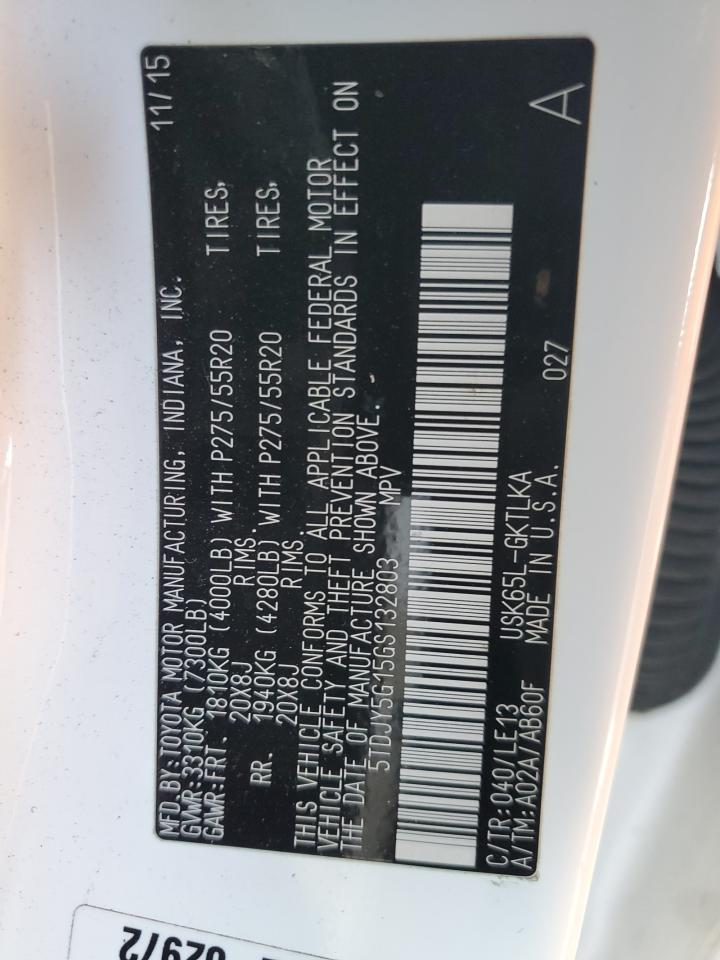 MFD. BY: TOYOTA MOTOR MANUFACTURING, INDIANA, INC. 11/15
GVWR: 3310KG (7300LB)
GAWR: FRT. 1810KG (4000LB) WITH P275/55R20 TIRES,
20X8J RIMS.
RR. 1940KG (4280LB) WITH P275/55R20 TIRES,
20X8J RIMS.
THIS VEHICLE CONFORMS TO ALL APPLICABLE FEDERAL MOTOR
VEHICLE SAFETY AND THEFT PREVENTION STANDARDS IN EFFECT ON
THE DATE OF MANUFACTURE SHOWN ABOVE.
5TDJY5G15GS132803 MPV
C/TR: 040/LE13 USK65L-GKTLKA
A/TM: A02A/AB60F MADE IN U.S.A. 027 A